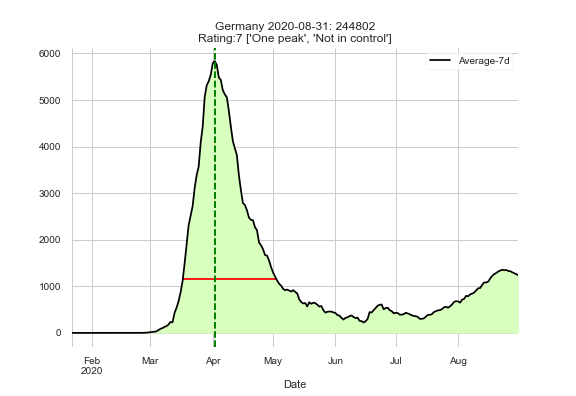 Germany 2020-08-31: 244802
Rating:7 ['One peak', 'Not in control']
Average-7d
6000
5000
4000
3000
2000
1000
0
Feb Mar Apr May Jun Jul Aug
2020
Date